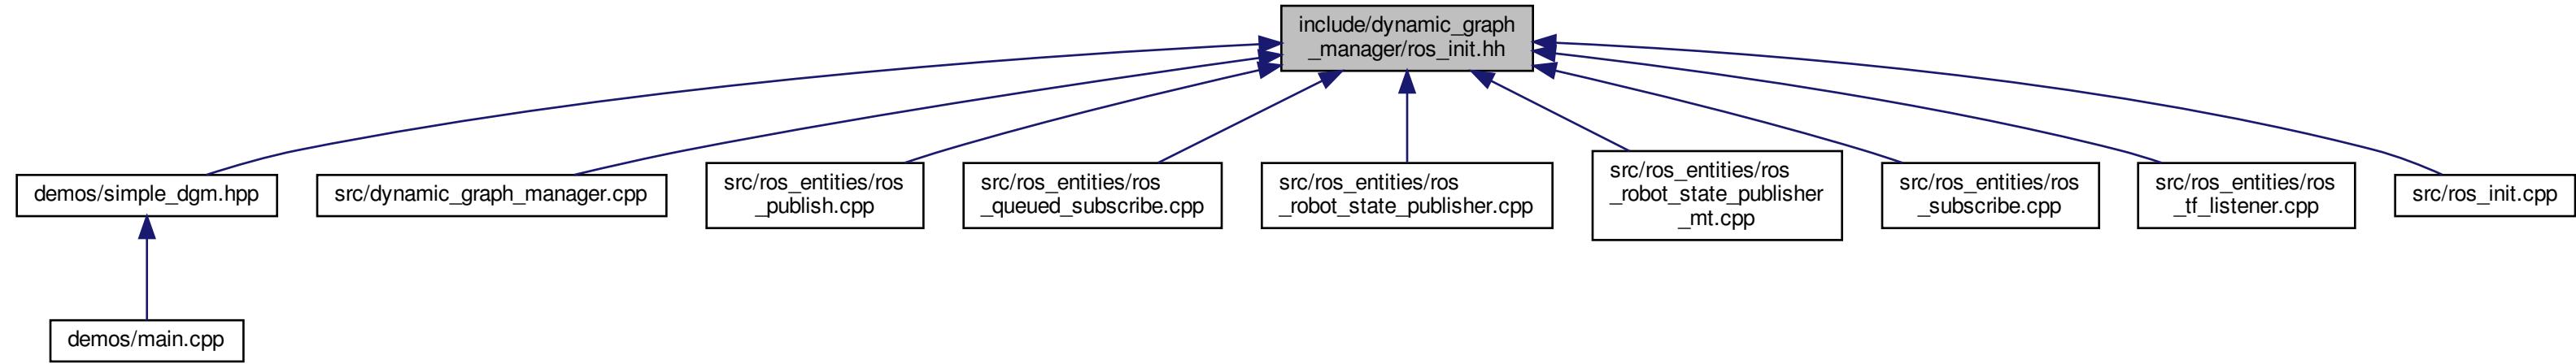 include/dynamic_graph
_manager/ros_init.hh
demos/simple_dgm.hpp
src/dynamic_graph_manager.cpp
src/ros_entities/ros
_publish.cpp
src/ros_entities/ros
_queued_subscribe.cpp
src/ros_entities/ros
_robot_state_publisher.cpp
src/ros_entities/ros
_robot_state_publisher
_mt.cpp
src/ros_entities/ros
_subscribe.cpp
src/ros_entities/ros
_tf_listener.cpp
src/ros_init.cpp
demos/main.cpp